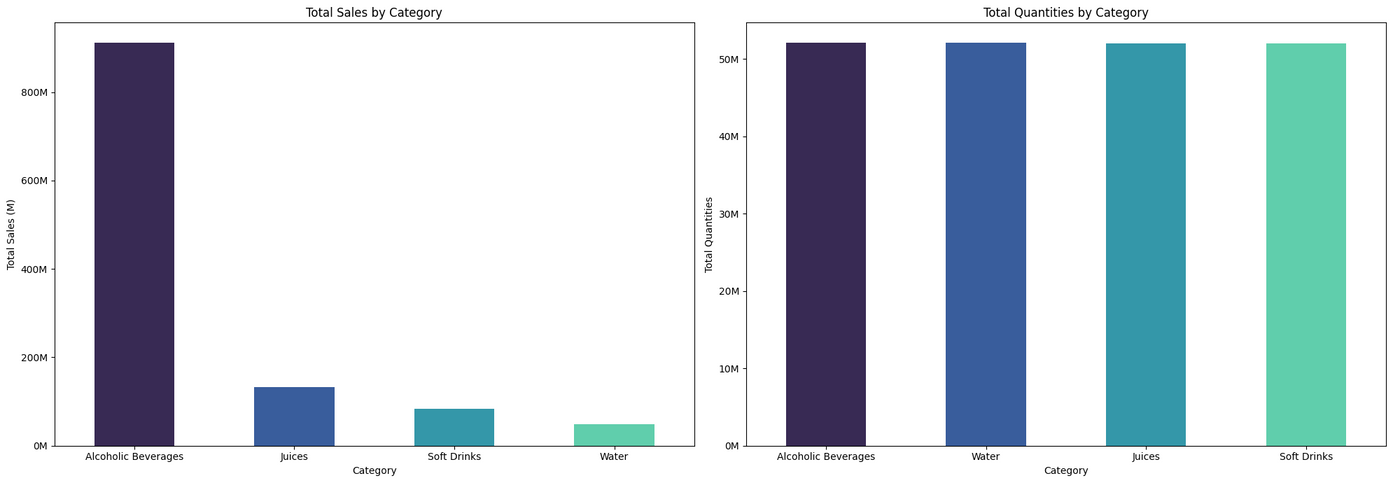 Total Sales by Category
Total Sales (M)
800M
600M
400M
200M
0M
Alcoholic Beverages
Juices
Soft Drinks
Water
Category
Total Quantities by Category
Total Quantities
50M
40M
30M
20M
10M
0M
Alcoholic Beverages
Water
Juices
Soft Drinks
Category